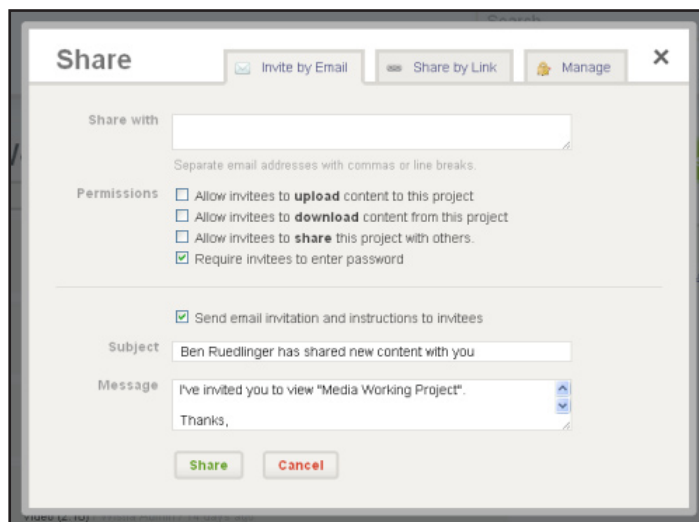 Search
Share
Invite by Email
Share by Link
Manage
Share with
Separate email addresses with commas or line breaks.
Permissions
Allow invitees to upload content to this project
Allow invitees to download content from this project
Allow invitees to share this project with others.
Require invitees to enter password
Send email invitation and instructions to invitees
Subject
Ben Ruedlinger has shared new content with you
Message
I've invited you to view "Media Working Project".
Thanks,
Share
Cancel